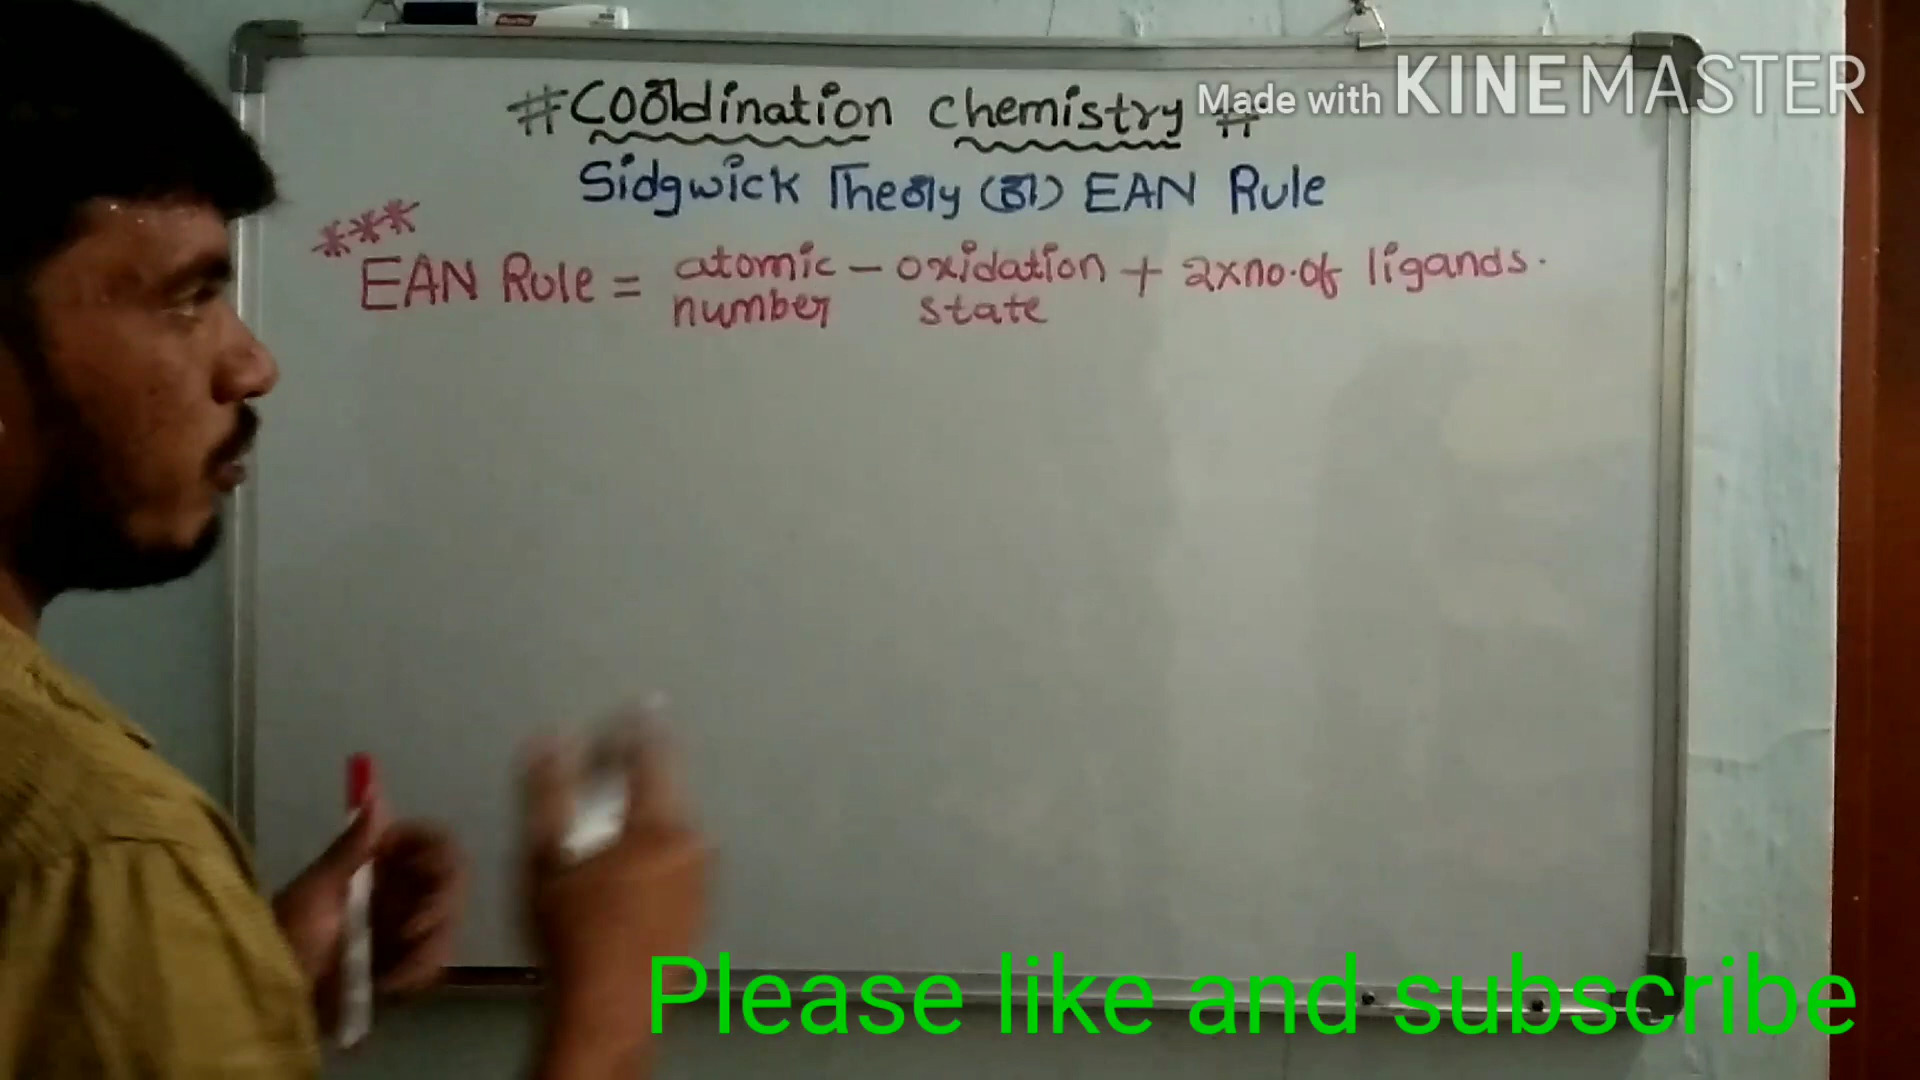 #Coordination Chemistry#
Made with KINEMASTER
Sidgwick Theory (or) EAN Rule
*** EAN Rule = atomic number - oxidation state + 2xno.of ligands.
Please like and subscribe